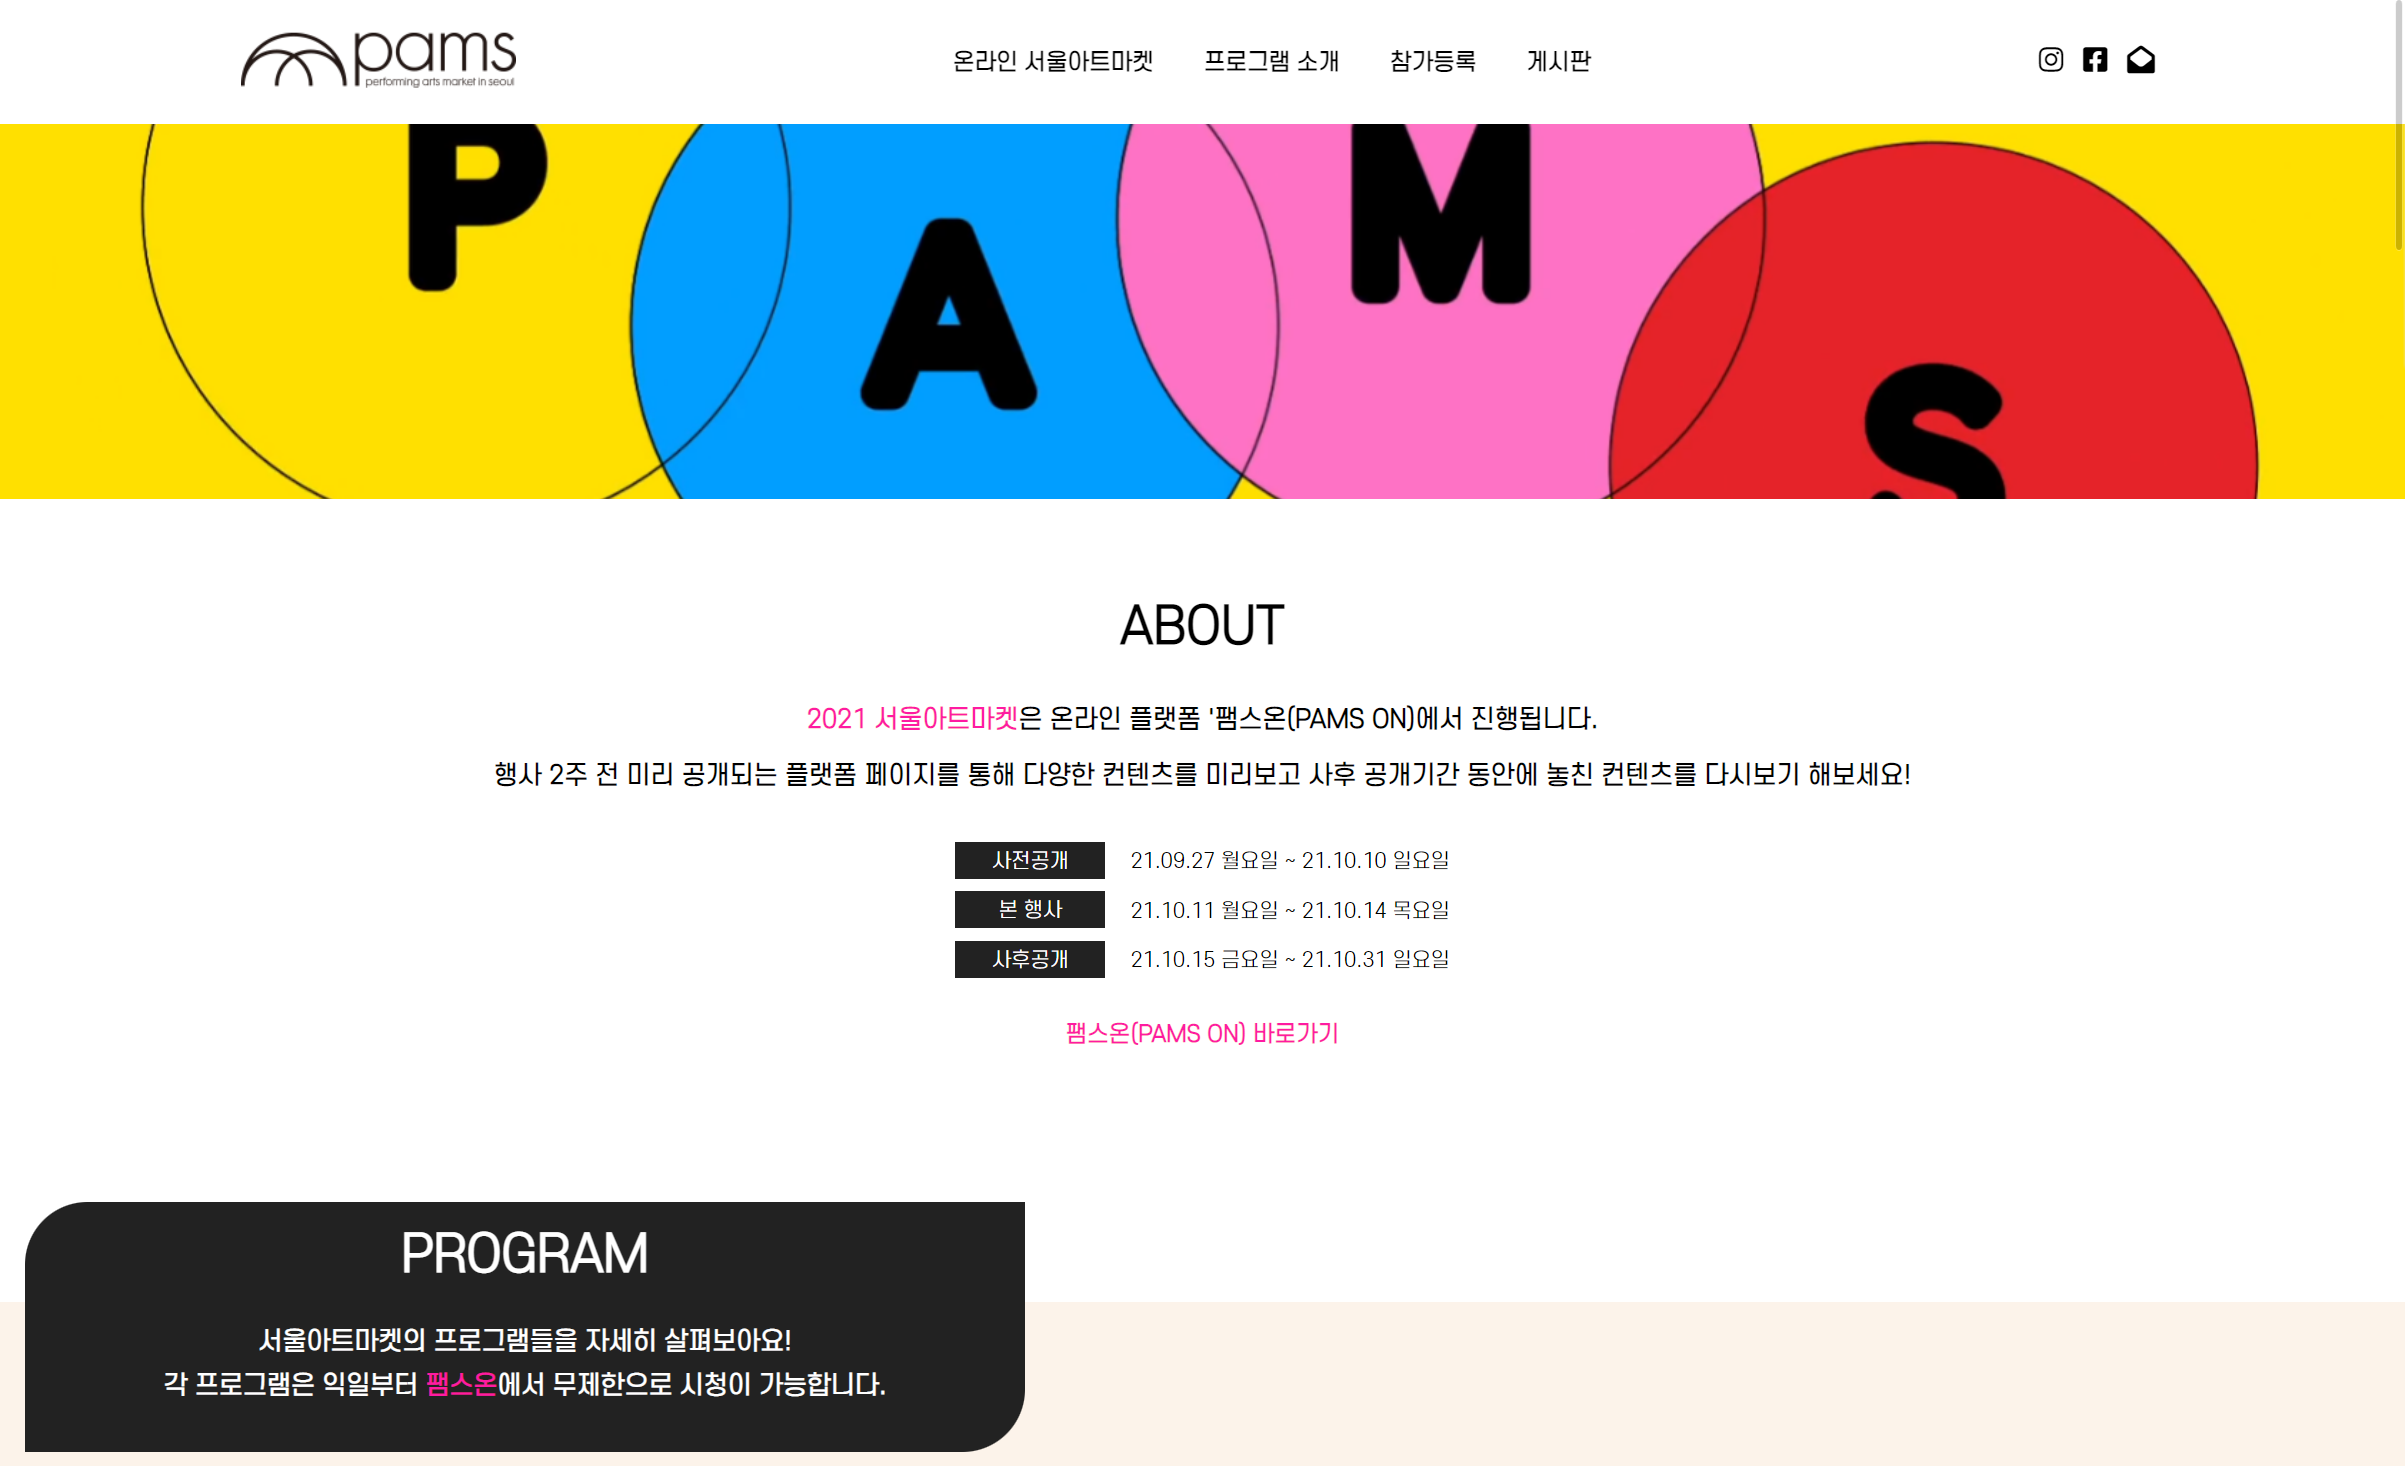 pams
performing arts market in seoul
온라인 서울아트마켓 프로그램 소개 참가등록 게시판
P A M S
ABOUT
2021 서울아트마켓은 온라인 플랫폼 '팸스온(PAMS ON)에서 진행됩니다.
행사 2주 전 미리 공개되는 플랫폼 페이지를 통해 다양한 컨텐츠를 미리보고 사후 공개기간 동안에 놓친 컨텐츠를 다시보기 해보세요!
사전공개 21.09.27 월요일 ~ 21.10.10 일요일
본 행사 21.10.11 월요일 ~ 21.10.14 목요일
사후공개 21.10.15 금요일 ~ 21.10.31 일요일
팸스온(PAMS ON) 바로가기
PROGRAM
서울아트마켓의 프로그램들을 자세히 살펴보아요!
각 프로그램은 익일부터 팸스온에서 무제한으로 시청이 가능합니다.